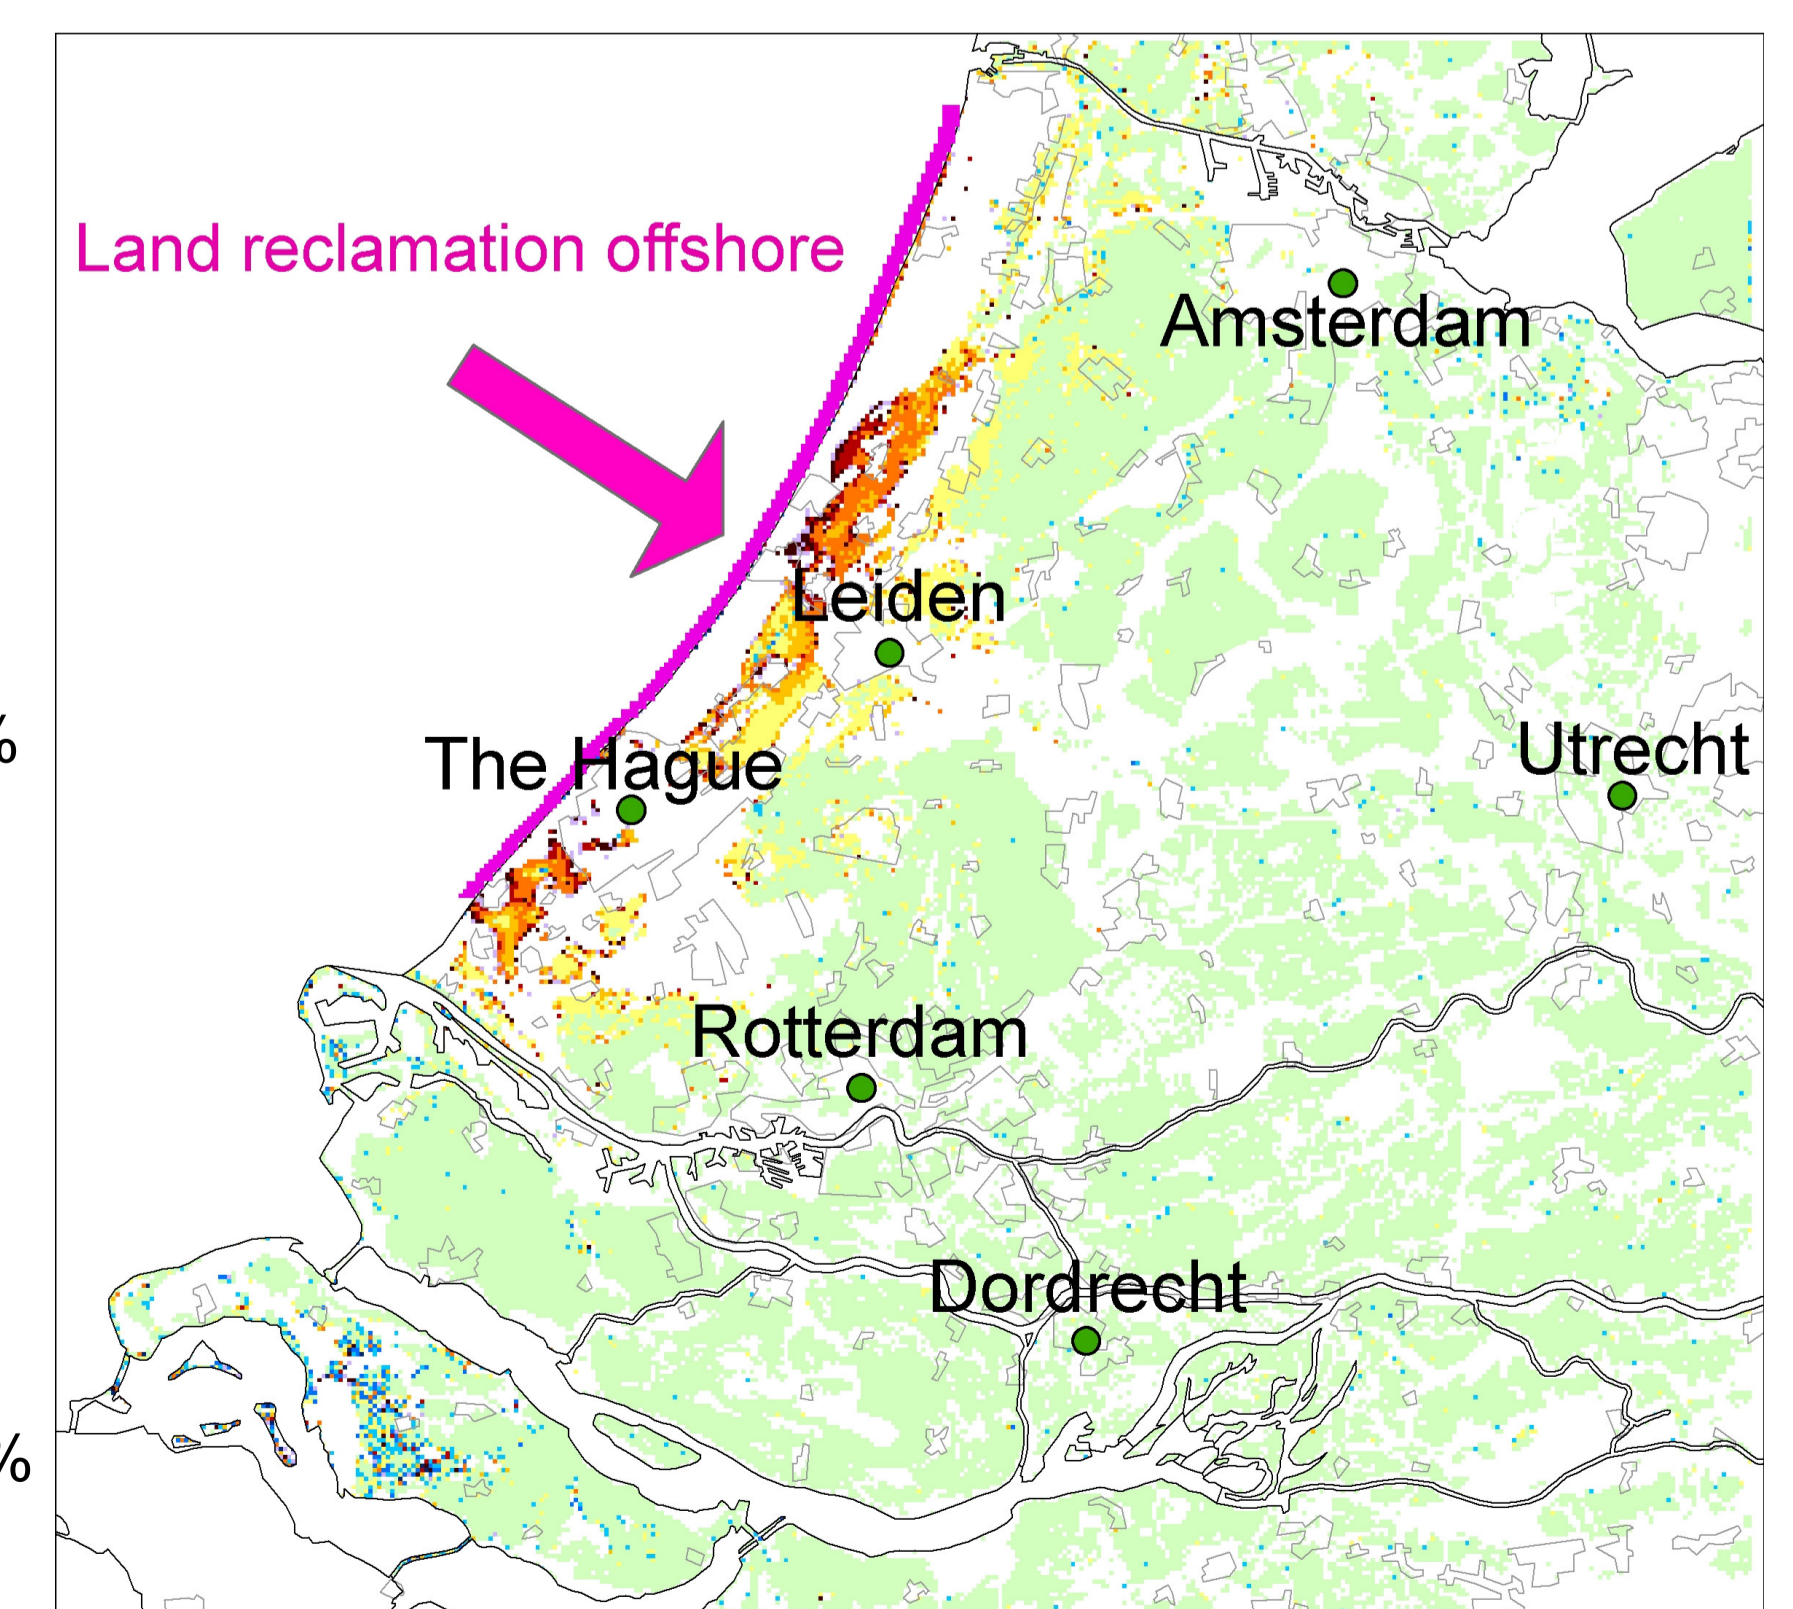 Land reclamation offshore
Amsterdam
Leiden
%
The Hague
Utrecht
Rotterdam
Dordrecht
%